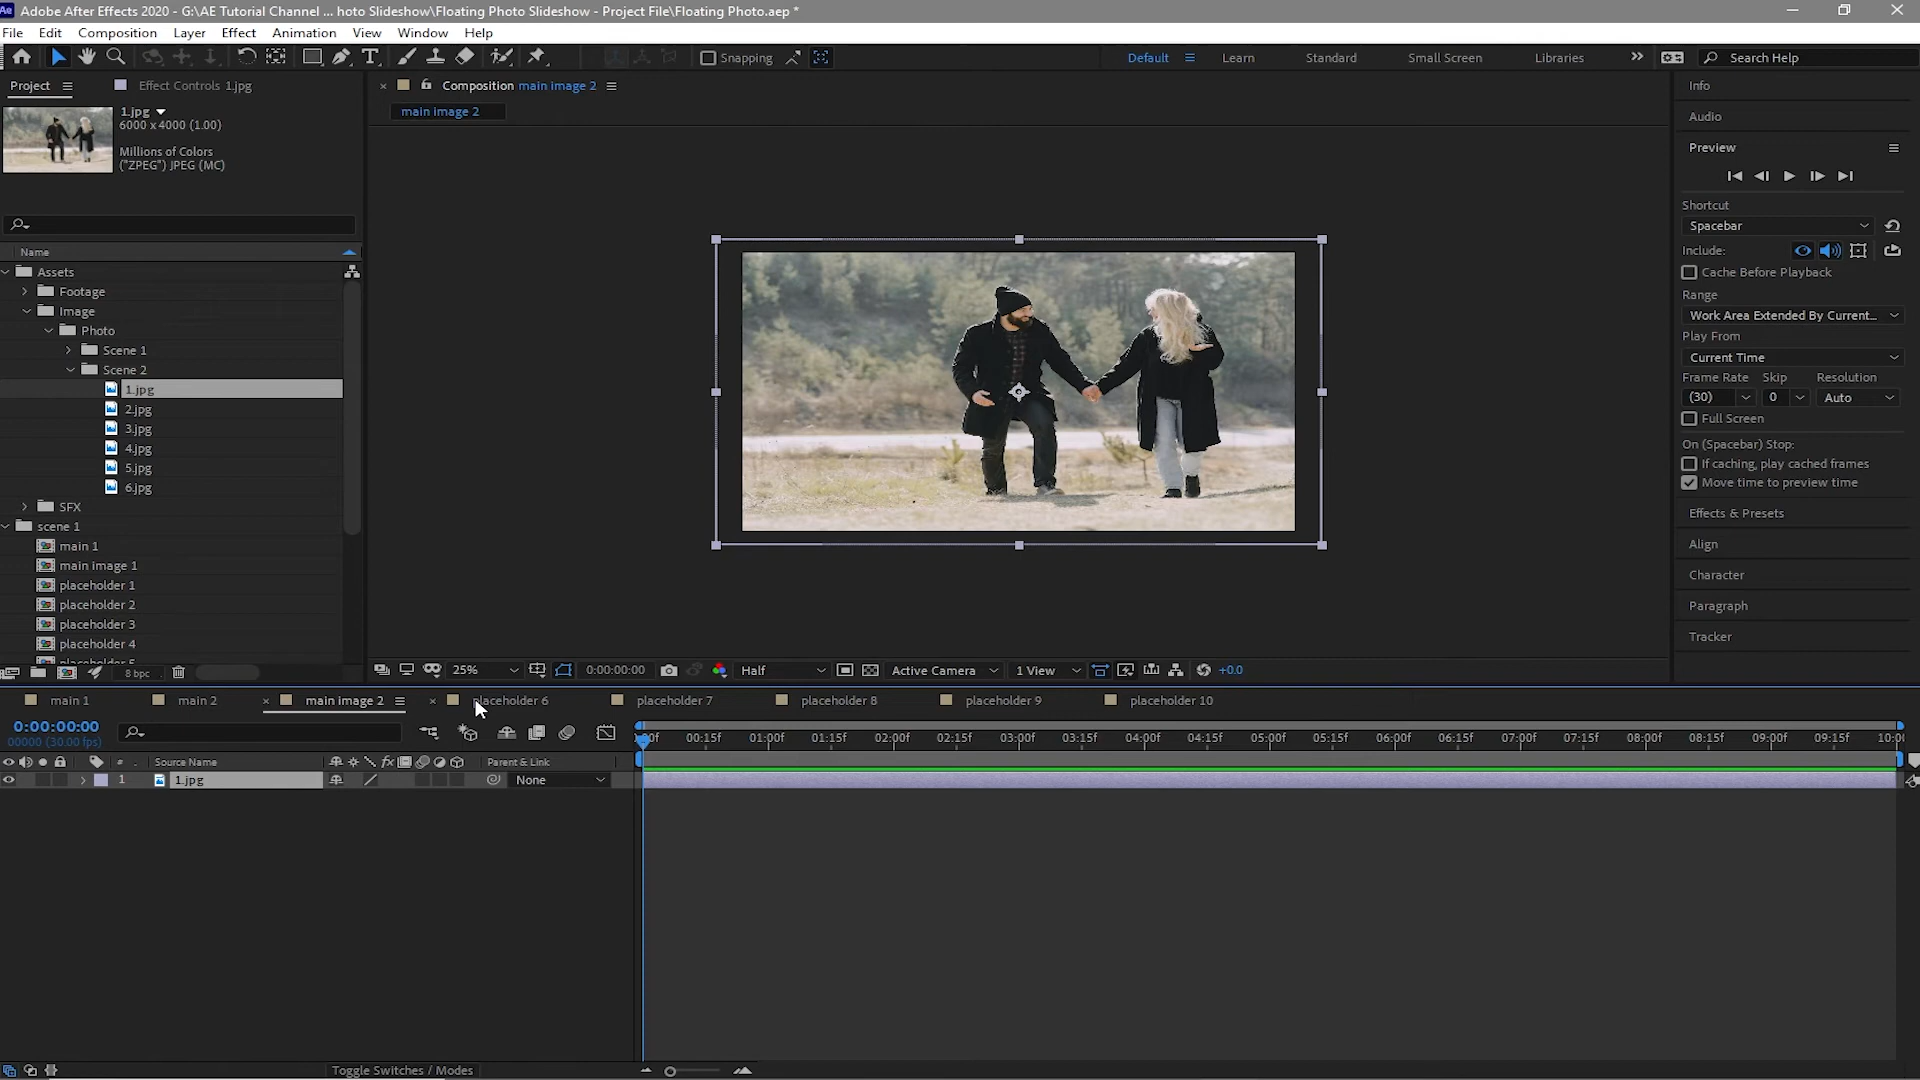 Ae Adobe After Effects 2020 - G:\AE Tutorial Channel ... hoto Slideshow\Floating Photo Slideshow - Project File\Floating Photo.aep *
File Edit Composition Layer Effect Animation View Window Help
Snapping
Default Learn Standard Small Screen Libraries Search Help
Project Effect Controls 1.jpg
Composition main image 2
main image 2
1.jpg
6000 x 4000 (1.00)
Millions of Colors
("ZPEG") JPEG (MC)
Name
Assets
Footage
Image
Photo
Scene 1
Scene 2
1.jpg
2.jpg
3.jpg
4.jpg
5.jpg
6.jpg
SFX
scene 1
main 1
main image 1
placeholder 1
placeholder 2
placeholder 3
placeholder 4
8 bpc
25% 0:00:00:00 Half Active Camera 1 View +0.0
Info
Audio
Preview
Shortcut
Spacebar
Include:
Cache Before Playback
Range
Work Area Extended By Current...
Play From
Current Time
Frame Rate Skip Resolution
(30) 0 Auto
Full Screen
On (Spacebar) Stop:
If caching, play cached frames
Move time to preview time
Effects & Presets
Align
Character
Paragraph
Tracker
main 1 main 2 main image 2 placeholder 6 placeholder 7 placeholder 8 placeholder 9 placeholder 10
0:00:00:00
00000 (30.00 fps)
00:15f 01:00f 01:15f 02:00f 02:15f 03:00f 03:15f 04:00f 04:15f 05:00f 05:15f 06:00f 06:15f 07:00f 07:15f 08:00f 08:15f 09:00f 09:15f
# Source Name fx Parent & Link
1 1.jpg None
Toggle Switches / Modes